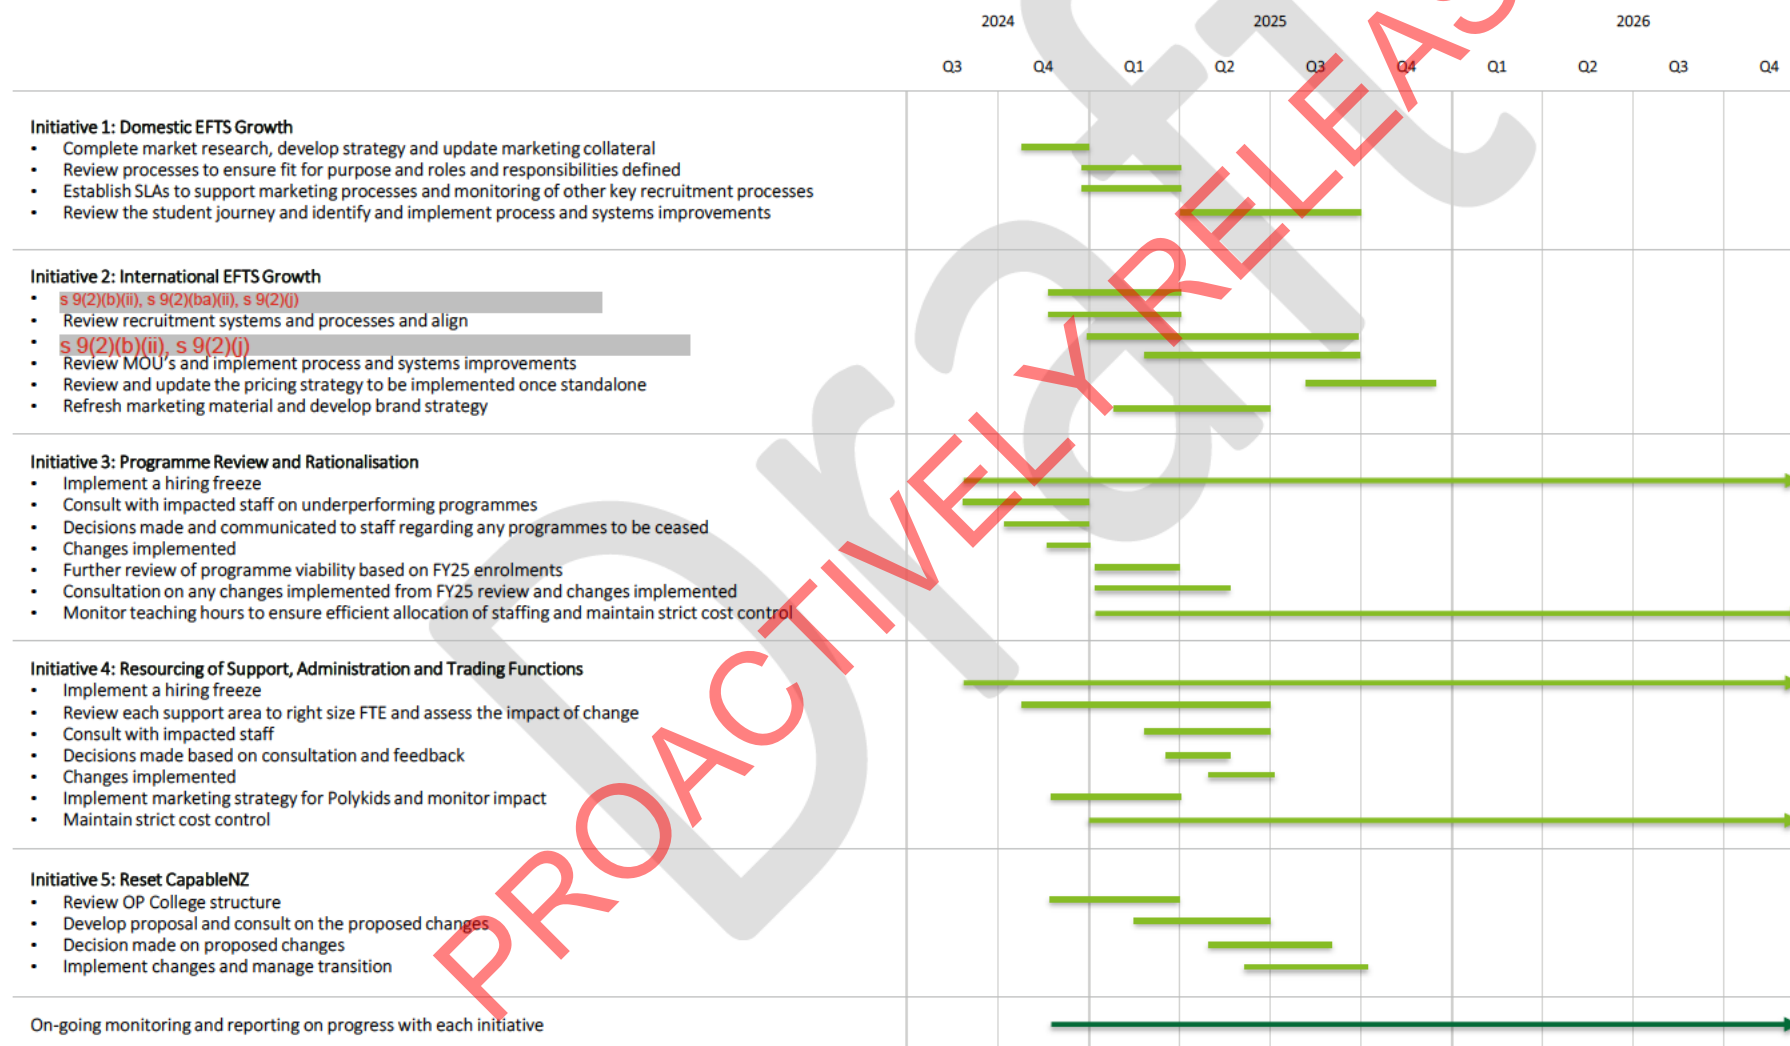 2024 2025 2026
Q3 Q4 Q1 Q2 Q3 Q4 Q1 Q2 Q3 Q4
Initiative 1: Domestic EFTS Growth
• Complete market research, develop strategy and update marketing collateral
• Review processes to ensure fit for purpose and roles and responsibilities defined
• Establish SLAs to support marketing processes and monitoring of other key recruitment processes
• Review the student journey and identify and implement process and systems improvements
Initiative 2: International EFTS Growth
• s 9(2)(b)(ii), s 9(2)(ba)(ii), s 9(2)(j)
• Review recruitment systems and processes and align
• s 9(2)(b)(ii), s 9(2)(j)
• Review MOU's and implement process and systems improvements
• Review and update the pricing strategy to be implemented once standalone
• Refresh marketing material and develop brand strategy
Initiative 3: Programme Review and Rationalisation
• Implement a hiring freeze
• Consult with impacted staff on underperforming programmes
• Decisions made and communicated to staff regarding any programmes to be ceased
• Changes implemented
• Further review of programme viability based on FY25 enrolments
• Consultation on any changes implemented from FY25 review and changes implemented
• Monitor teaching hours to ensure efficient allocation of staffing and maintain strict cost control
Initiative 4: Resourcing of Support, Administration and Trading Functions
• Implement a hiring freeze
• Review each support area to right size FTE and assess the impact of change
• Consult with impacted staff
• Decisions made based on consultation and feedback
• Changes implemented
• Implement marketing strategy for Polykids and monitor impact
• Maintain strict cost control
Initiative 5: Reset CapableNZ
• Review OP College structure
• Develop proposal and consult on the proposed changes
• Decision made on proposed changes
• Implement changes and manage transition
On-going monitoring and reporting on progress with each initiative
Draft
PROACTIVELY RELEAS